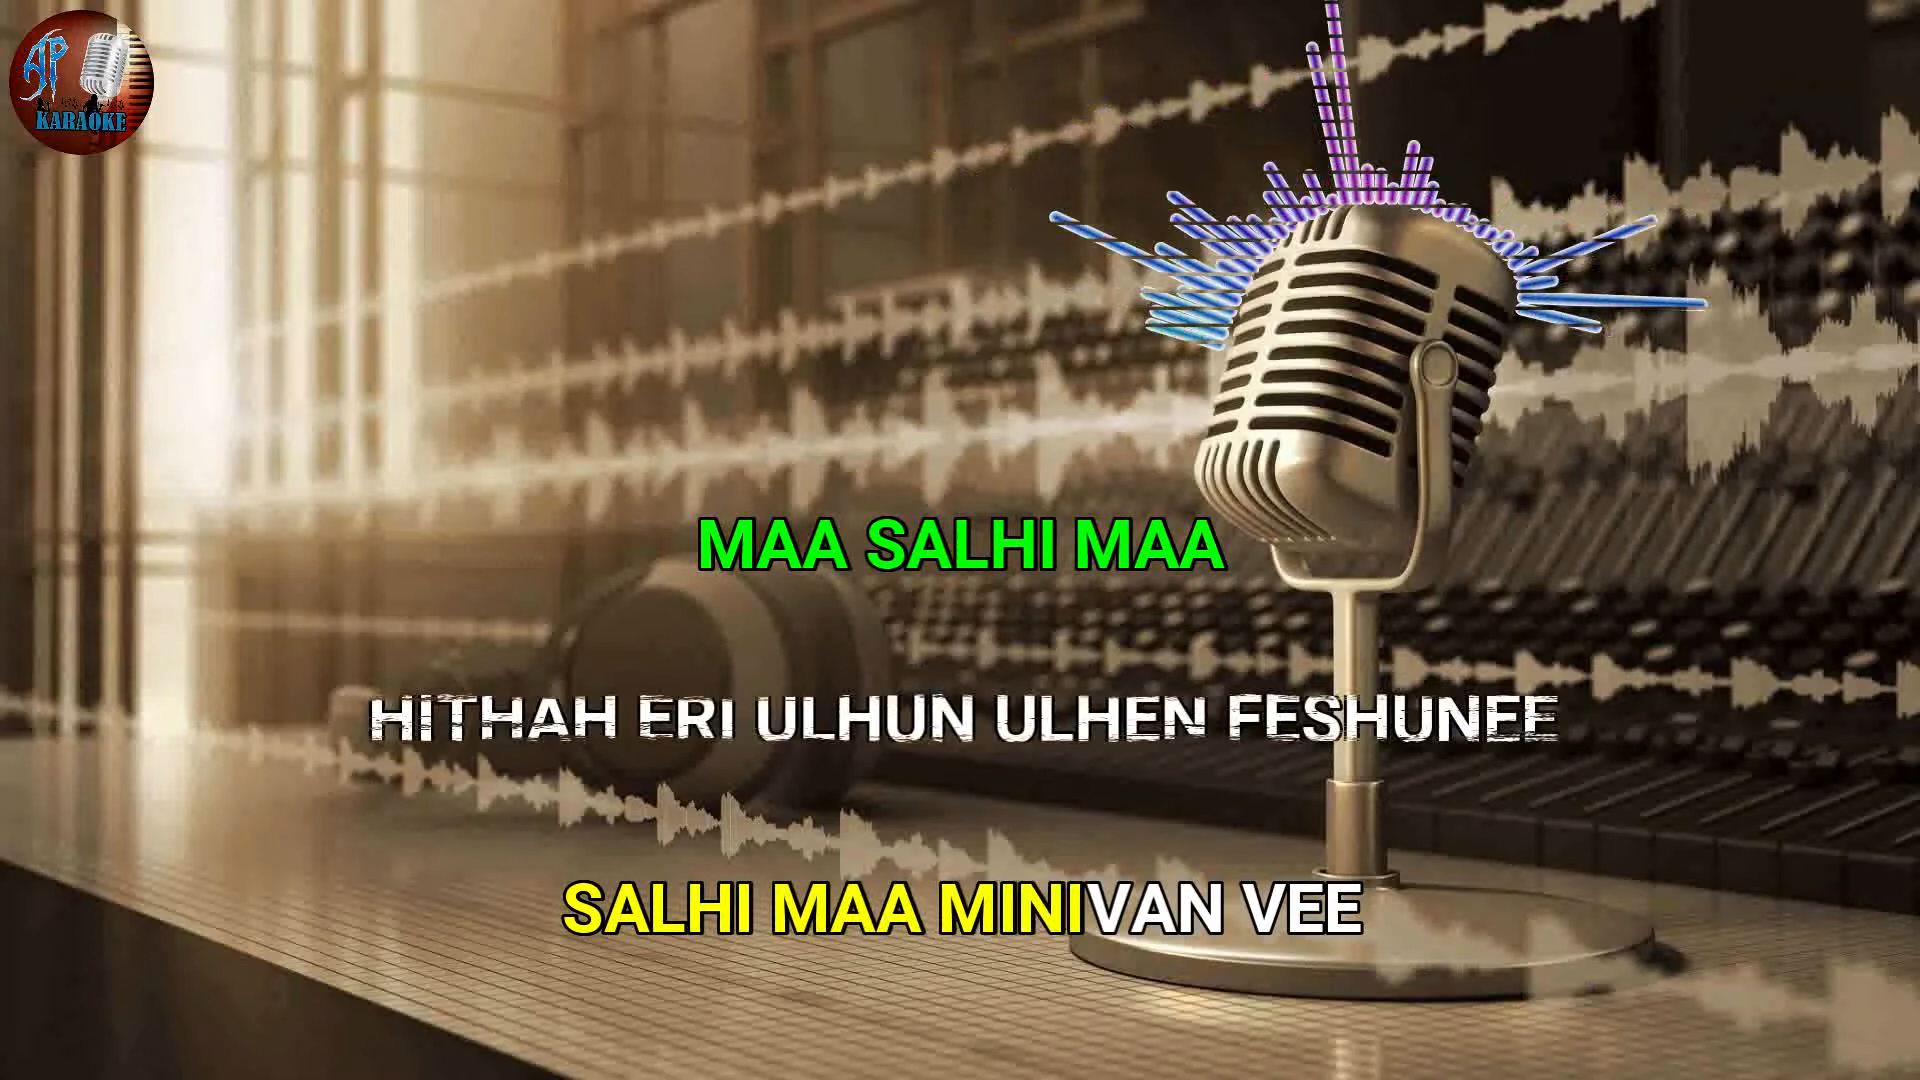 AP
KARAOKE
MAA SALHI MAA
HITHAH ERI ULHUN ULHEN FESHUNEE
SALHI MAA MINIVAN VEE